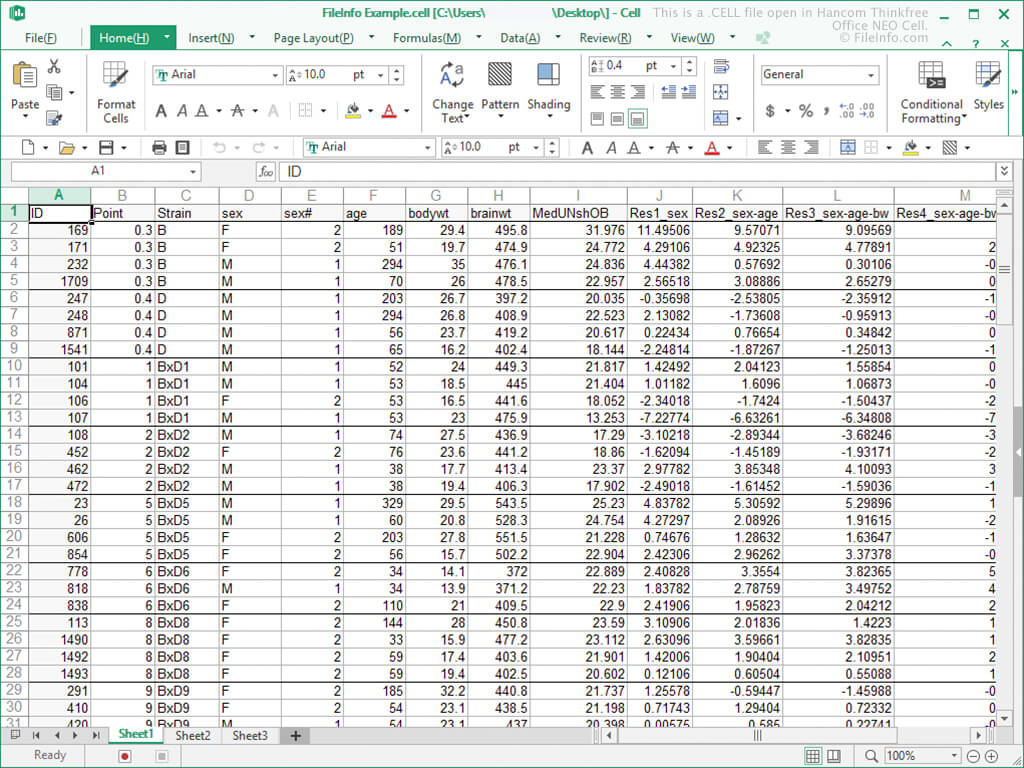 FileInfo Example.cell [C:\Users\ \Desktop\] - Cell
This is a .CELL file open in Hancom Thinkfree
Office NEO Cell.
© FileInfo.com
File(F) Home(H) Insert(N) Page Layout(P) Formulas(M) Data(A) Review(R) View(W) ?
Paste
Format
Cells
Arial 10.0 pt
A A A A A A
Change
Text
Pattern
Shading
0.4 pt
General
$ % , .00
Conditional
Formatting
Styles
Arial 10.0 pt A A A A A
A1 fx ID
A B C D E F G H I J K L M
1 ID Point Strain sex sex# age bodywt brainwt MedUNshOB Res1_sex Res2_sex-age Res3_sex-age-bw Res4_sex-age-bw
2 169 0.3 B F 2 189 29.4 495.8 31.976 11.49506 9.57071 9.09569
3 171 0.3 B F 2 51 19.7 474.9 24.772 4.29106 4.92325 4.77891 2
4 232 0.3 B M 1 294 35 476.1 24.836 4.44382 0.57692 0.30106 -0
5 1709 0.3 B M 1 70 26 478.5 22.957 2.56518 3.08886 2.65279 0
6 247 0.4 D M 1 203 26.7 397.2 20.035 -0.35698 -2.53805 -2.35912 -1
7 248 0.4 D M 1 294 26.8 408.9 22.523 2.13082 -1.73608 -0.95913 -0
8 871 0.4 D M 1 56 23.7 419.2 20.617 0.22434 0.76654 0.34842 0
9 1541 0.4 D M 1 65 16.2 402.4 18.144 -2.24814 -1.87267 -1.25013 -1
10 101 1 BxD1 M 1 52 24 449.3 21.817 1.42492 2.04123 1.55854 0
11 104 1 BxD1 M 1 53 18.5 445 21.404 1.01182 1.6096 1.06873 -0
12 106 1 BxD1 F 2 53 16.5 441.6 18.052 -2.34018 -1.7424 -1.50437 -2
13 107 1 BxD1 M 1 53 23 475.9 13.253 -7.22774 -6.63261 -6.34808 -7
14 108 2 BxD2 M 1 74 27.5 436.9 17.29 -3.10218 -2.89344 -3.68246 -3
15 452 2 BxD2 F 2 76 23.6 441.2 18.86 -1.62094 -1.45189 -1.93171 -2
16 462 2 BxD2 M 1 38 17.7 413.4 23.37 2.97782 3.85348 4.10093 3
17 472 2 BxD2 M 1 38 19.4 406.3 17.902 -2.49018 -1.61452 -1.59036 -1
18 23 5 BxD5 M 1 329 29.5 543.5 25.23 4.83782 5.30592 5.29896 1
19 26 5 BxD5 M 1 60 20.8 528.3 24.754 4.27297 2.08926 1.91615 -2
20 606 5 BxD5 F 2 203 27.8 551.5 21.228 0.74676 1.28632 1.63647 -1
21 854 5 BxD5 F 2 56 15.7 502.2 22.904 2.42306 2.96262 3.37378 -0
22 778 6 BxD6 F 2 34 14.1 372 22.889 2.40828 3.3554 3.82365 5
23 818 6 BxD6 M 1 34 13.9 371.2 22.23 1.83782 2.78759 3.49752 4
24 838 6 BxD6 F 2 110 21 409.5 22.9 2.41906 1.95823 2.04212 2
25 113 8 BxD8 F 2 144 28 450.8 23.59 3.10906 2.01836 1.4223 1
26 1490 8 BxD8 F 2 33 15.9 477.2 23.112 2.63096 3.59661 3.82835 1
27 1492 8 BxD8 F 2 59 17.4 403.6 21.901 1.42006 1.90404 2.10951 2
28 1493 8 BxD8 F 2 59 19.4 402.5 20.602 0.12106 0.60504 0.55088 1
29 291 9 BxD9 F 2 185 32.2 440.8 21.737 1.25578 -0.59447 -1.45988 -0
30 410 9 BxD9 F 2 54 23.1 438.5 21.198 0.71743 1.29404 0.72332 0
31 420 9 BxD9 M 1 54 23.1 437 20.398 0.00575 0.585 0.22741 -0
Sheet1 Sheet2 Sheet3 +
Ready 100%